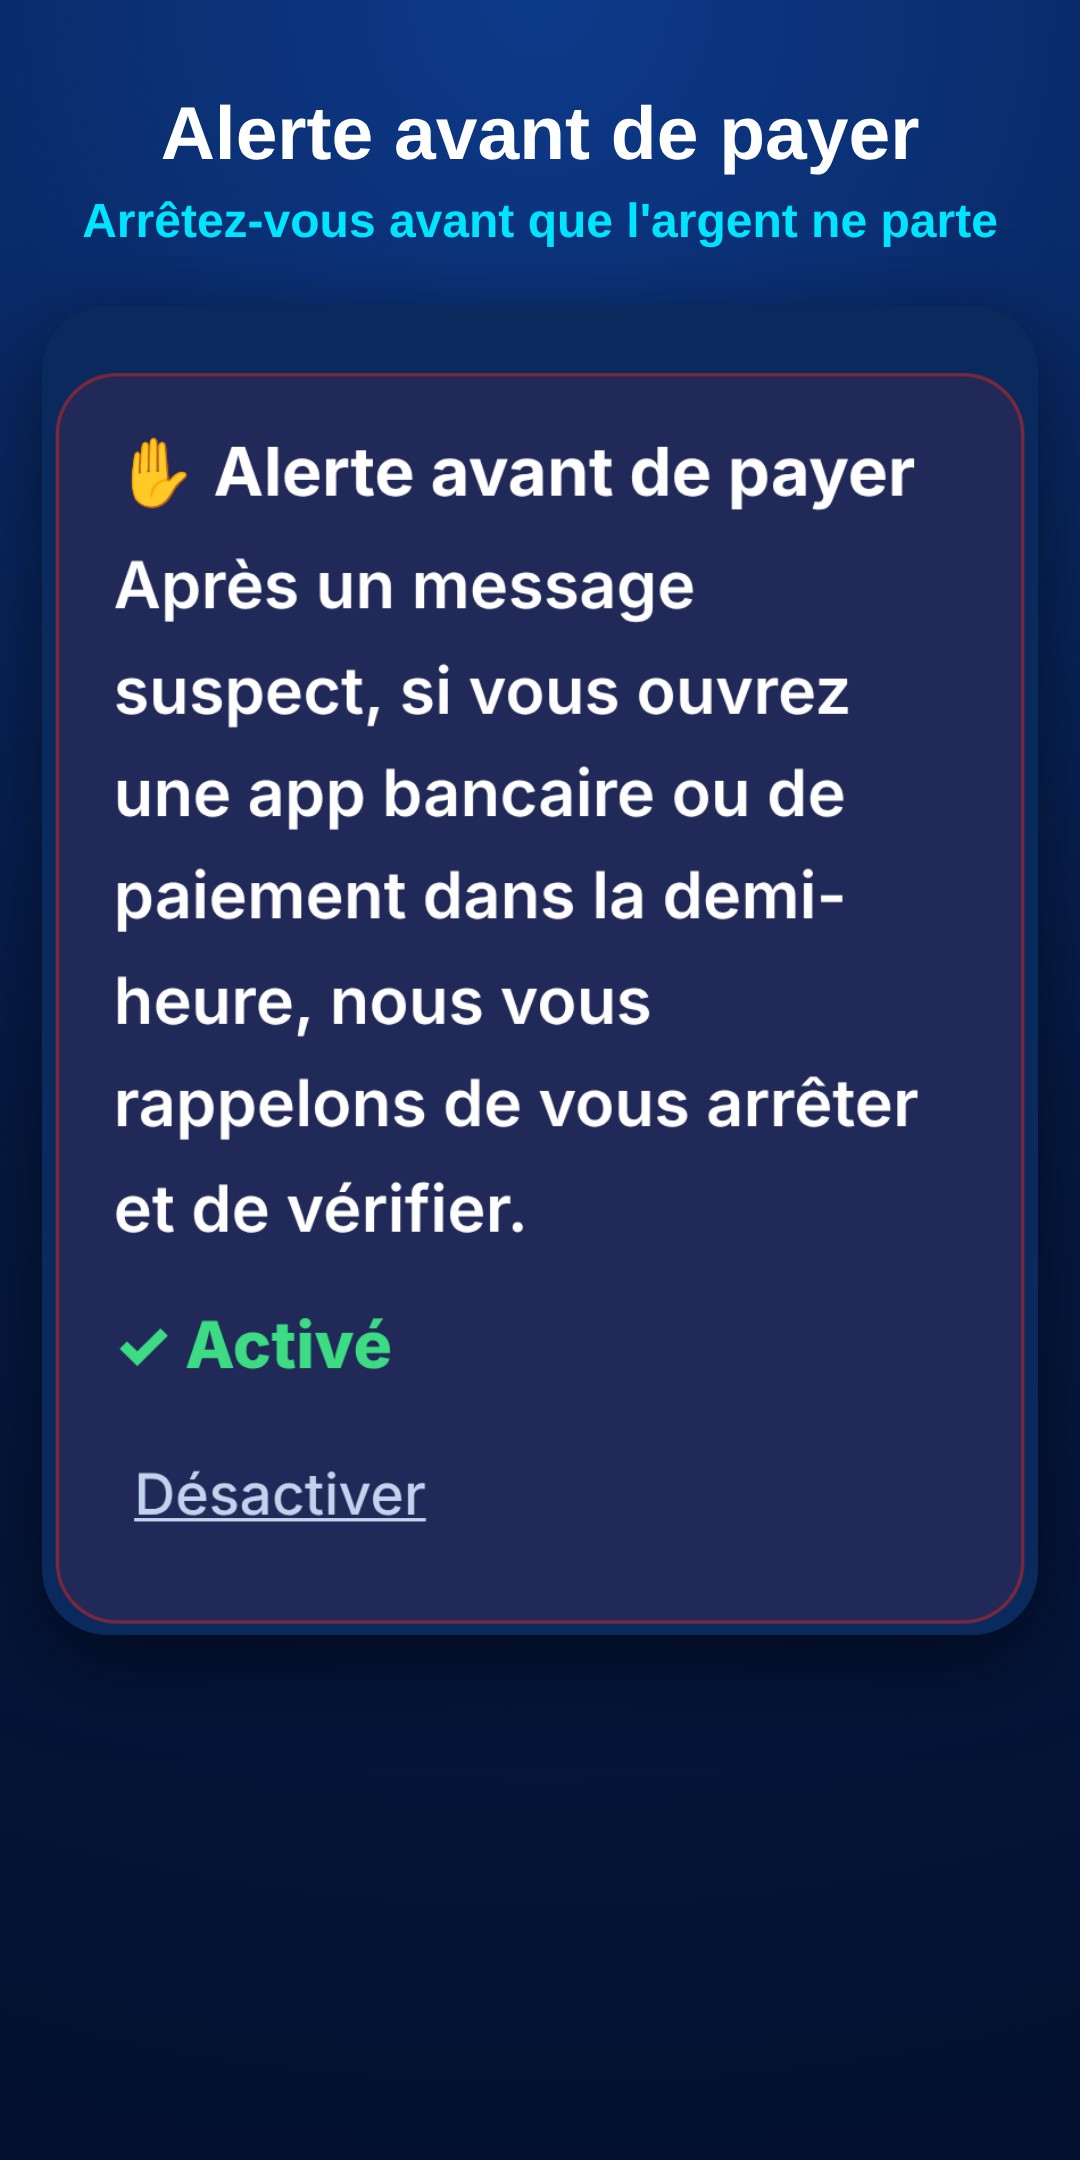 Alerte avant de payer
Arrêtez-vous avant que l'argent ne parte
✋ Alerte avant de payer
Après un message
suspect, si vous ouvrez
une app bancaire ou de
paiement dans la demi-
heure, nous vous
rappelons de vous arrêter
et de vérifier.
✓ Activé
Désactiver